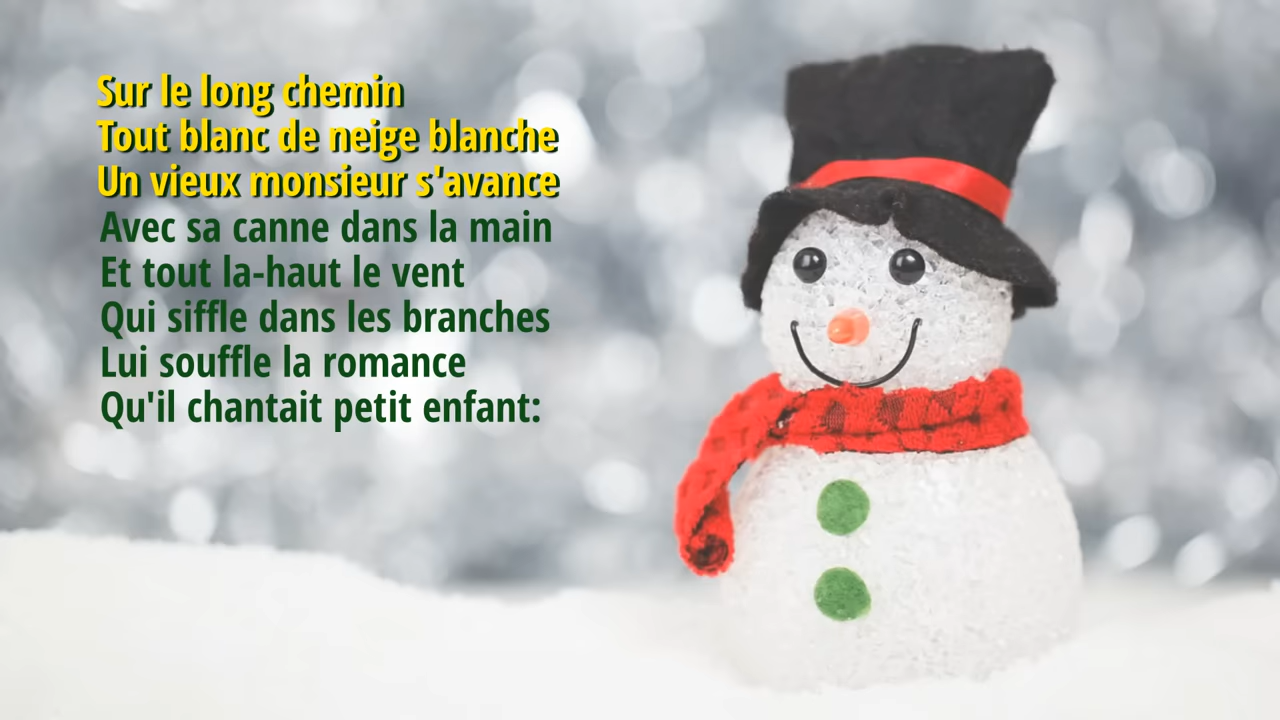 Sur le long chemin
Tout blanc de neige blanche
Un vieux monsieur s'avance
Avec sa canne dans la main
Et tout la-haut le vent
Qui siffle dans les branches
Lui souffle la romance
Qu'il chantait petit enfant: